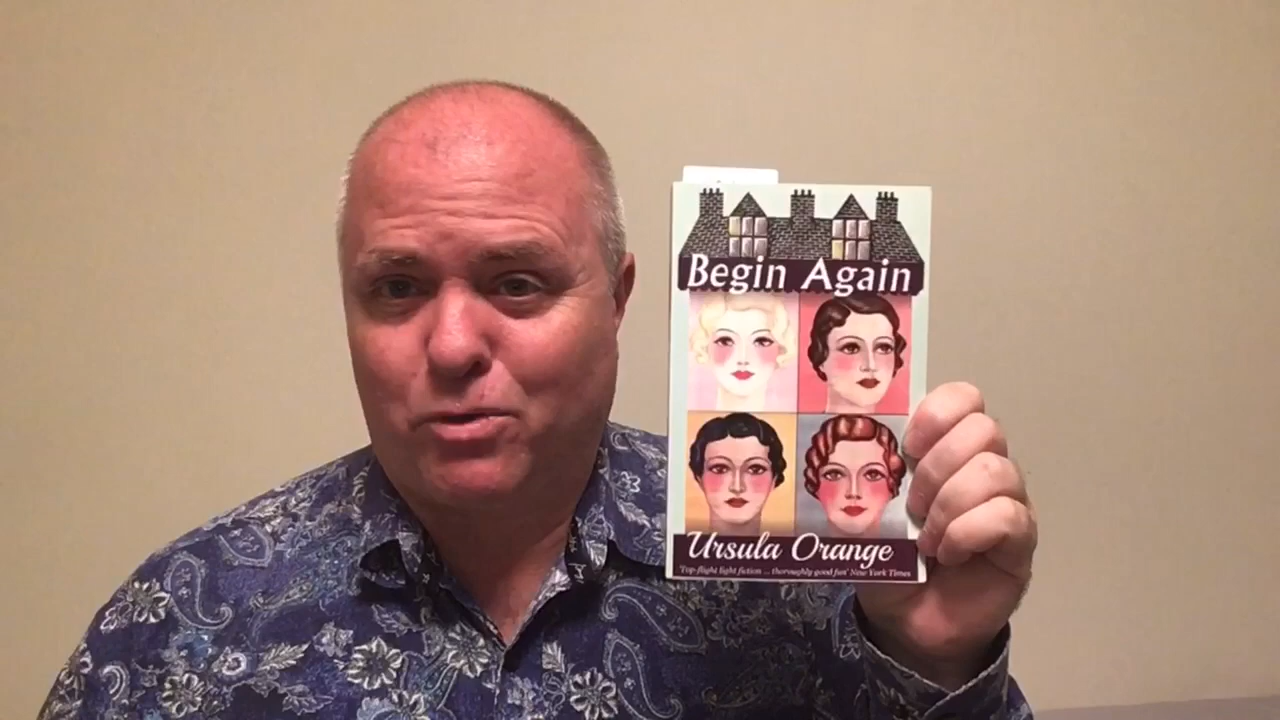 Begin Again
Ursula Orange
'Top-flight light fiction ... thoroughly good fun' New York Times